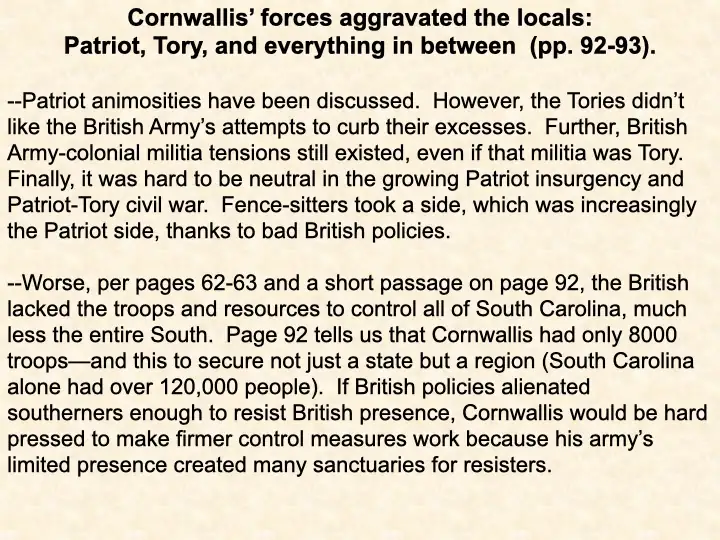 Cornwallis’ forces aggravated the locals:
Patriot, Tory, and everything in between  (pp. 92-93).
--Patriot animosities have been discussed.  However, the Tories didn’t
like the British Army’s attempts to curb their excesses.  Further, British
Army-colonial militia tensions still existed, even if that militia was Tory.
Finally, it was hard to be neutral in the growing Patriot insurgency and
Patriot-Tory civil war.  Fence-sitters took a side, which was increasingly
the Patriot side, thanks to bad British policies.
--Worse, per pages 62-63 and a short passage on page 92, the British
lacked the troops and resources to control all of South Carolina, much
less the entire South.  Page 92 tells us that Cornwallis had only 8000
troops—and this to secure not just a state but a region (South Carolina
alone had over 120,000 people).  If British policies alienated
southerners enough to resist British presence, Cornwallis would be hard
pressed to make firmer control measures work because his army’s
limited presence created many sanctuaries for resisters.